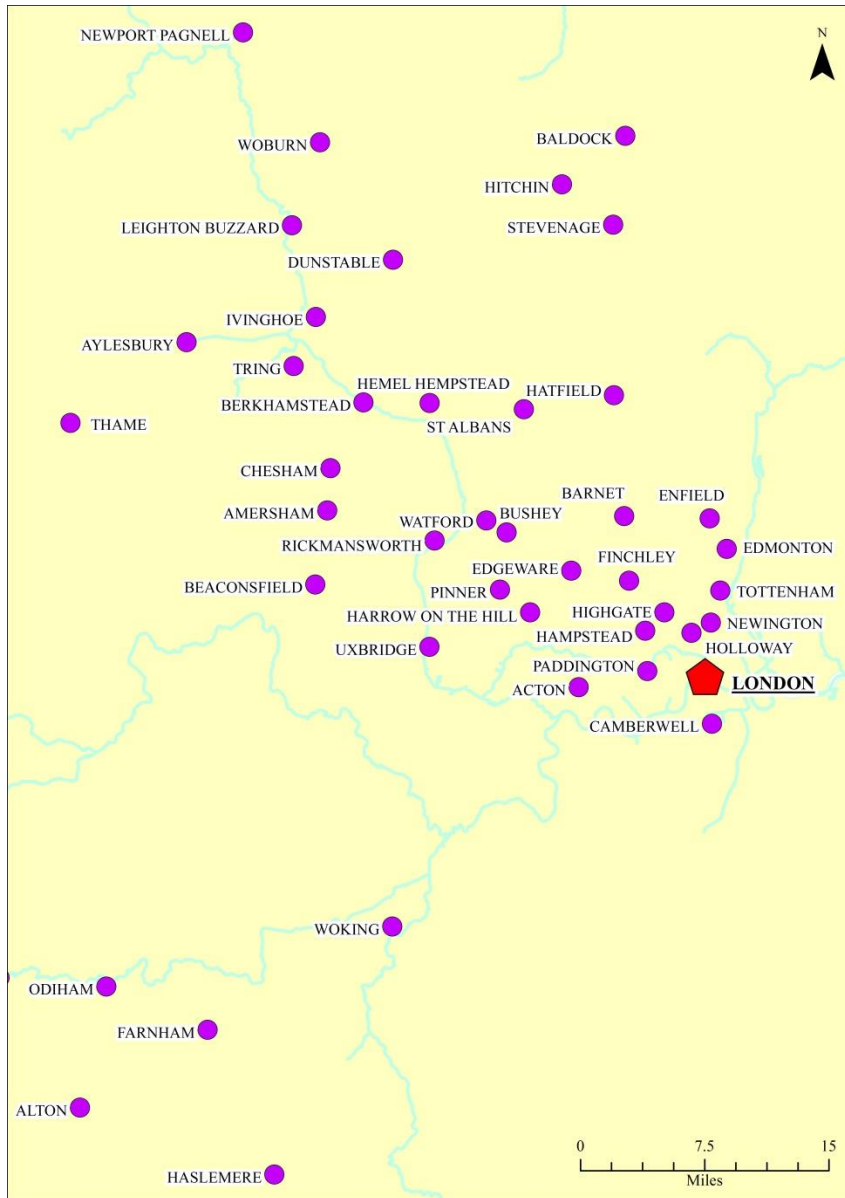 NEWPORT PAGNELL
N
WOBURN
BALDOCK
HITCHIN
LEIGHTON BUZZARD
STEVENAGE
DUNSTABLE
IVINGHOE
AYLESBURY
TRING
HEMEL HEMPSTEAD
HATFIELD
BERKHAMSTEAD
THAME
ST ALBANS
CHESHAM
BARNET
ENFIELD
AMERSHAM
WATFORD
BUSHEY
RICKMANSWORTH
EDMONTON
FINCHLEY
EDGEWARE
BEACONSFIELD
PINNER
TOTTENHAM
HARROW ON THE HILL
HIGHGATE
NEWINGTON
HAMPSTEAD
UXBRIDGE
HOLLOWAY
PADDINGTON
LONDON
ACTON
CAMBERWELL
WOKING
ODIHAM
FARNHAM
ALTON
HASLEMERE
0 7.5 15
Miles